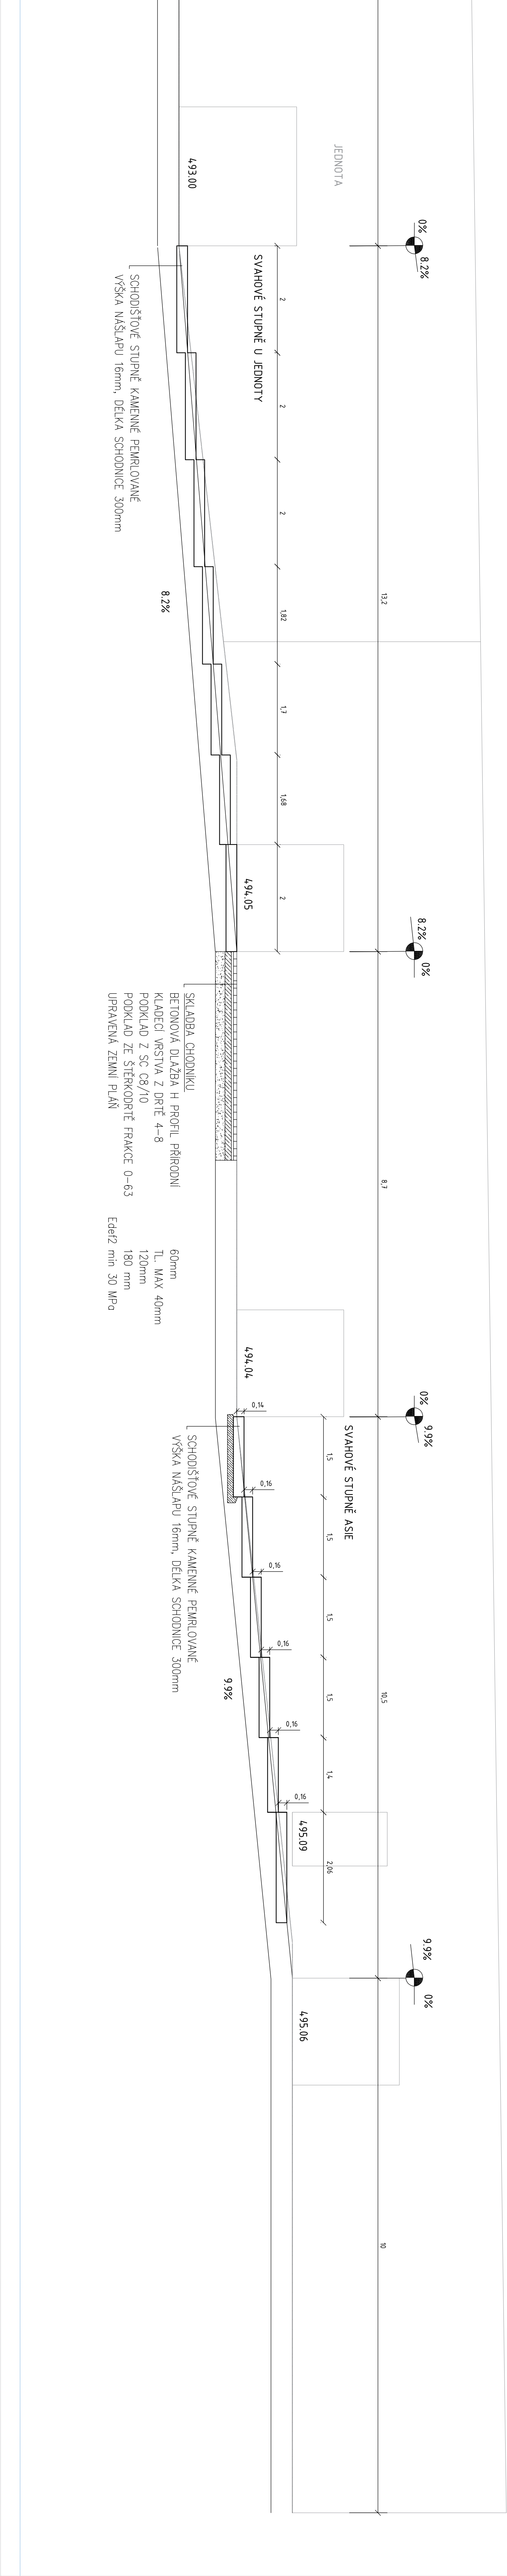 JEDNOTA
493.00
0%
8.2%
SVAHOVÉ STUPNĚ U JEDNOTY
2
2
2
1,82
1,7
1,68
2
13,2
SCHODIŠŤOVÉ STUPNĚ KAMENNÉ PEMRLOVANÉ
VÝŠKA NÁŠLAPU 16mm, DÉLKA SCHODNICE 300mm
8.2%
494.05
8.2%
0%
8,7
SKLADBA CHODNÍKU
BETONOVÁ DLAŽBA H PROFIL PŘÍRODNÍ 60mm
KLADECÍ VRSTVA Z DRTĚ 4-8 TL. MAX 40mm
PODKLAD Z SC C8/10 120mm
PODKLAD ZE ŠTĚRKODRTĚ FRAKCE 0-63 180 mm
UPRAVENÁ ZEMNÍ PLÁŇ Edef2 min 30 MPa
494.04
0%
9.9%
SVAHOVÉ STUPNĚ ASIE
0,14
0,16
0,16
0,16
0,16
0,16
1,5
1,5
1,5
1,5
1,4
2,06
10,5
SCHODIŠŤOVÉ STUPNĚ KAMENNÉ PEMRLOVANÉ
VÝŠKA NÁŠLAPU 16mm, DÉLKA SCHODNICE 300mm
9.9%
495.09
9.9%
0%
495.06
10